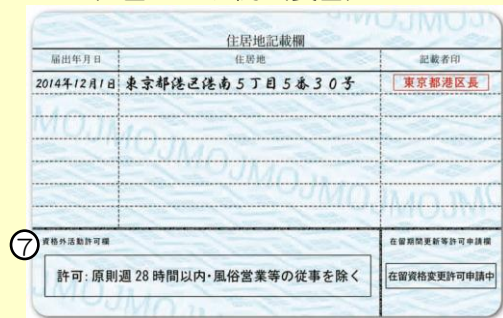 住居地記載欄
届出年月日 住居地 記載者印
2014年12月1日 東京都港区港南5丁目5番30号 東京都港区長
MOJMOJMOJMOJMOJ
⑦ 資格外活動許可欄 在留期間更新等許可申請欄
許可:原則週28時間以内・風俗営業等の従事を除く 在留資格変更許可申請中